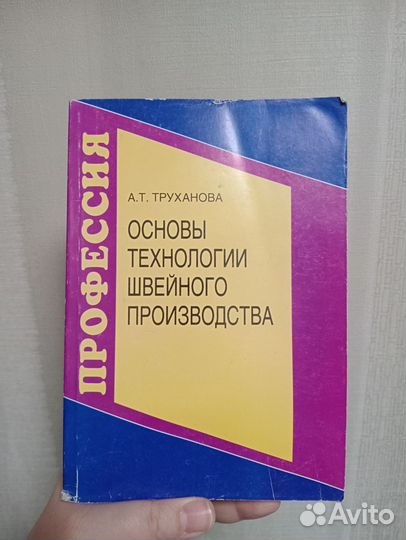 ПРОФЕССИЯ
А.Т. ТРУХАНОВА
ОСНОВЫ
ТЕХНОЛОГИИ
ШВЕЙНОГО
ПРОИЗВОДСТВА
Avito